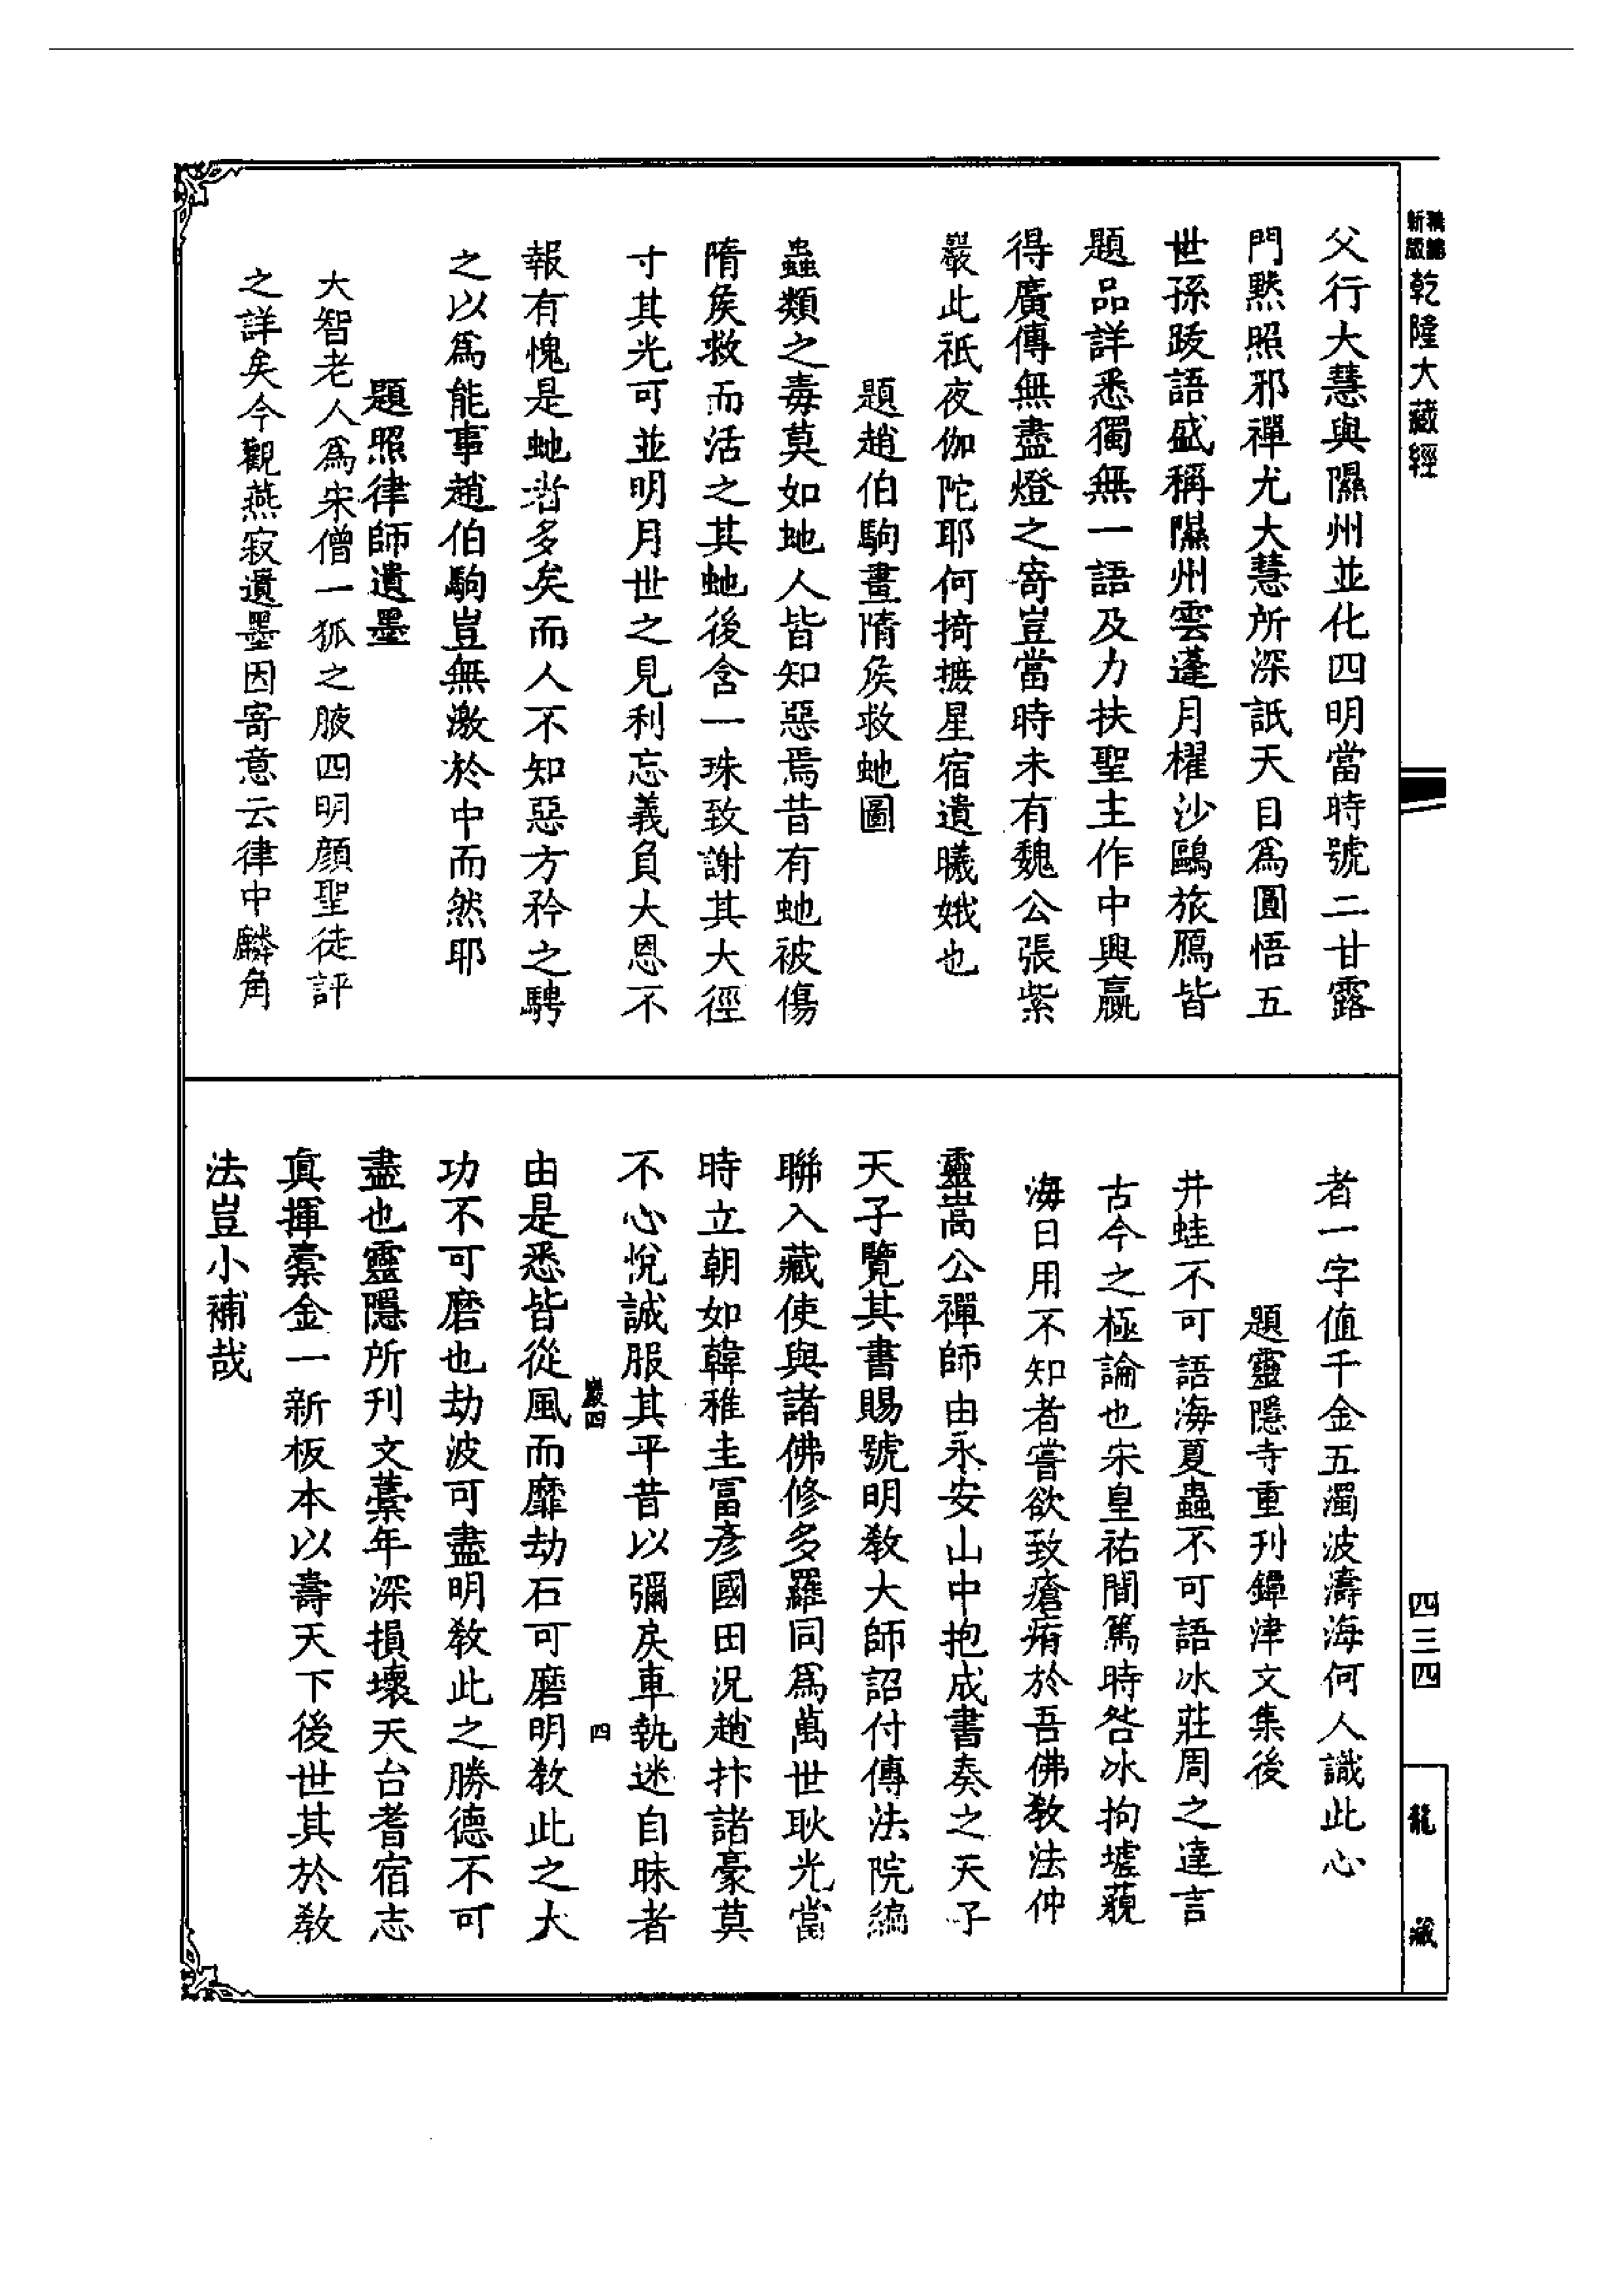 乾隆大藏經
父行大慧與隰州並化四明當時號二甘露
門黙照邪禪尤大慧所深詆天目爲圓悟五
世孫䟦語盛稱隰州雲蓬月櫂沙鷗旅鴈皆
題品詳悉獨無一語及力扶聖主作中興嬴
得廣傳無盡燈之寄豈當時未有魏公張紫
巖此祇夜伽陀耶何掎摭星宿遺曦娥也
題趙伯駒畫隋矦救虵圖
蟲類之毒莫如虵人皆知惡焉昔有虵被傷
隋矦救而活之其虵後含一珠致謝其大徑
寸其光可並明月世之見利忘義負大恩不
報有愧是虵者多矣而人不知惡方矜之騁
之以爲能事趙伯駒豈無激於中而然耶
題照律師遺墨
大智老人爲宋僧一狐之腋四明顔聖徒評
之詳矣今觀燕寂遺墨因寄意云律中麟角
者一字值千金五濁波濤海何人識此心
題靈隱寺重刋鐔津文集後
井蛙不可語海夏蟲不可語冰莊周之達言
古今之極論也宋皇祐間篤時咎冰拘墟藐
海日用不知者嘗欲致瘡痏於吾佛敎法仲
靈嵩公禪師由永安山中抱成書奏之天子
天子覽其書賜號明敎大師詔付傳法院編
聯入藏使與諸佛修多羅同爲萬世耿光當
時立朝如韓稚圭富彥國田況趙抃諸豪莫
不心悅誠服其平昔以彌戾車執迷自昧者
巖四
四
由是悉皆從風而靡劫石可磨明敎此之大
功不可磨也劫波可盡明敎此之勝德不可
盡也靈隱所刋文藁年深損壞天台耆宿志
眞揮橐金一新板本以壽天下後世其於敎
法豈小補哉
四三四
龍藏